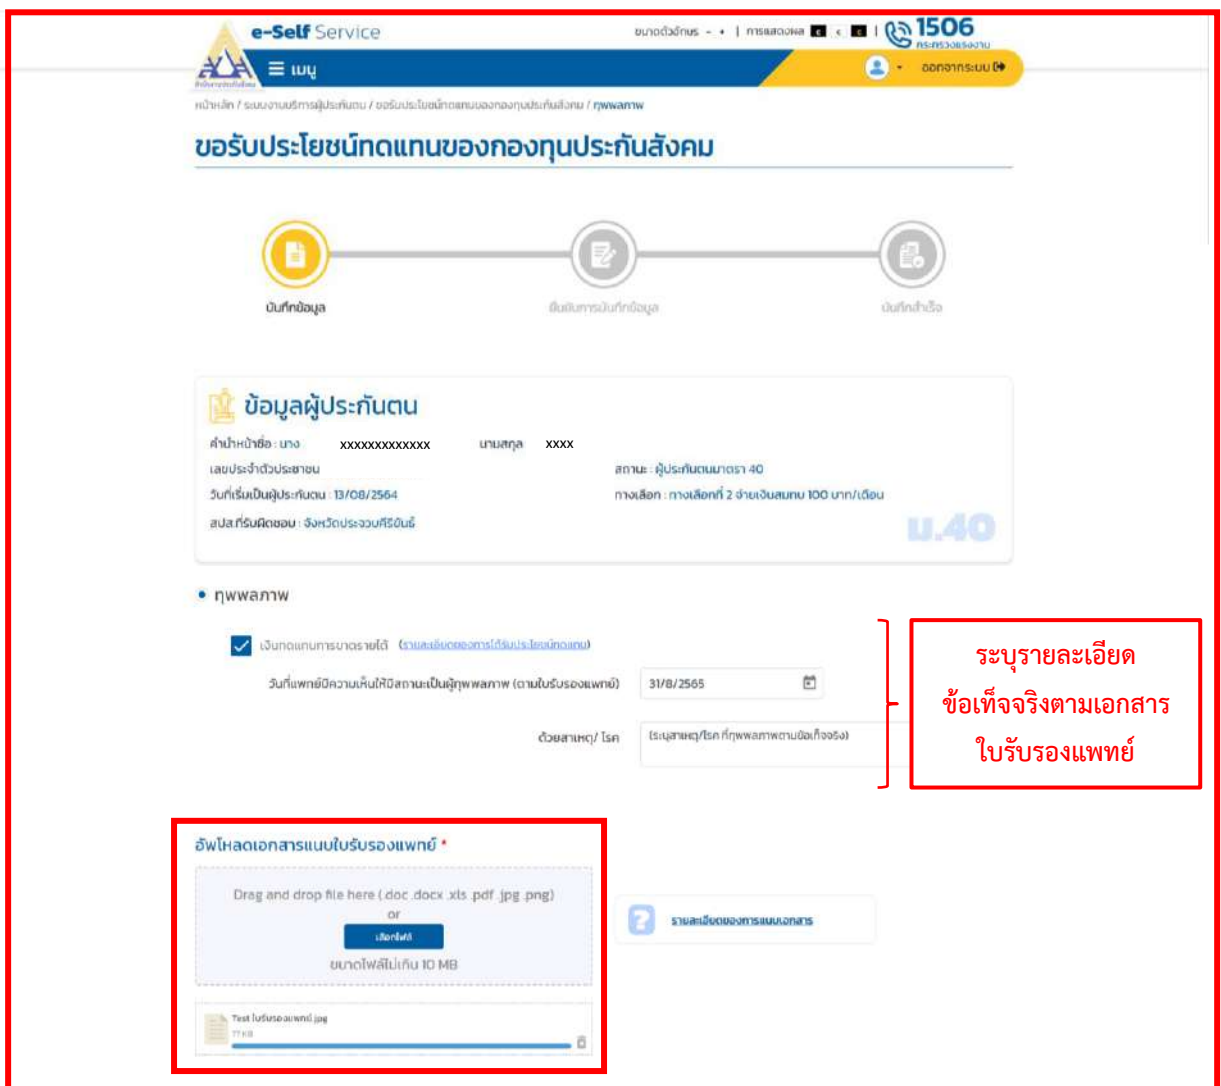 e-Self Service
ขนาดตัวอักษร - + | การแสดงผล c c c | 1506
กระทรวงแรงงาน
เมนู
ออกจากระบบ
สำนักงานประกันสังคม
หน้าหลัก / ระบบงานบริการผู้ประกันตน / ขอรับประโยชน์ทดแทนของกองทุนประกันสังคม / ทุพพลภาพ
ขอรับประโยชน์ทดแทนของกองทุนประกันสังคม
บันทึกข้อมูล
ยืนยันการบันทึกข้อมูล
บันทึกสำเร็จ
ข้อมูลผู้ประกันตน
คำนำหน้าชื่อ : นาง xxxxxxxxxxxxx นามสกุล xxxx
เลขประจำตัวประชาชน
สถานะ : ผู้ประกันตนมาตรา 40
วันที่เริ่มเป็นผู้ประกันตน : 13/08/2564
ทางเลือก : ทางเลือกที่ 2 จ่ายเงินสมทบ 100 บาท/เดือน
สปส.ที่รับผิดชอบ : จังหวัดประจวบคีรีขันธ์
ม.40
• ทุพพลภาพ
เงินทดแทนการขาดรายได้ (รายละเอียดของการได้รับประโยชน์ทดแทน)
วันที่แพทย์มีความเห็นให้มีสถานะเป็นผู้ทุพพลภาพ (ตามใบรับรองแพทย์) 31/8/2565
ด้วยสาเหตุ/ โรค (ระบุสาเหตุ/โรค ที่ทุพพลภาพตามข้อเท็จจริง)
ระบุรายละเอียด
ข้อเท็จจริงตามเอกสาร
ใบรับรองแพทย์
อัพโหลดเอกสารแนบใบรับรองแพทย์ *
Drag and drop file here (.doc .docx .xls .pdf .jpg .png)
or
เลือกไฟล์
ขนาดไฟล์ไม่เกิน 10 MB
รายละเอียดของการแนบเอกสาร
Test ใบรับรองแพทย์.jpg
77 KB